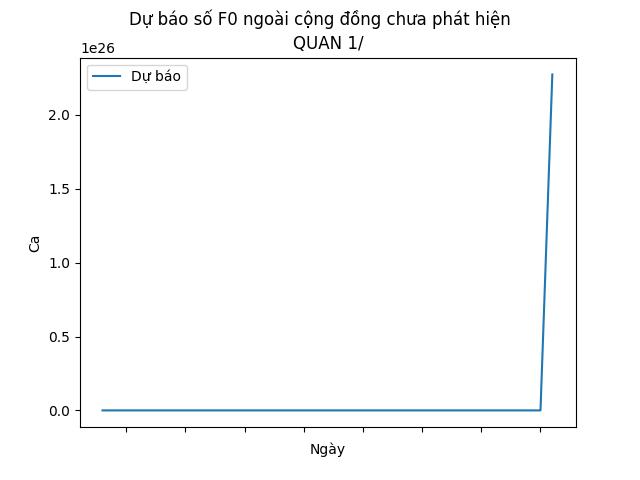 Dự báo số F0 ngoài cộng đồng chưa phát hiện
QUAN 1/
1e26
Dự báo
2.0
1.5
1.0
0.5
0.0
Ca
Ngày